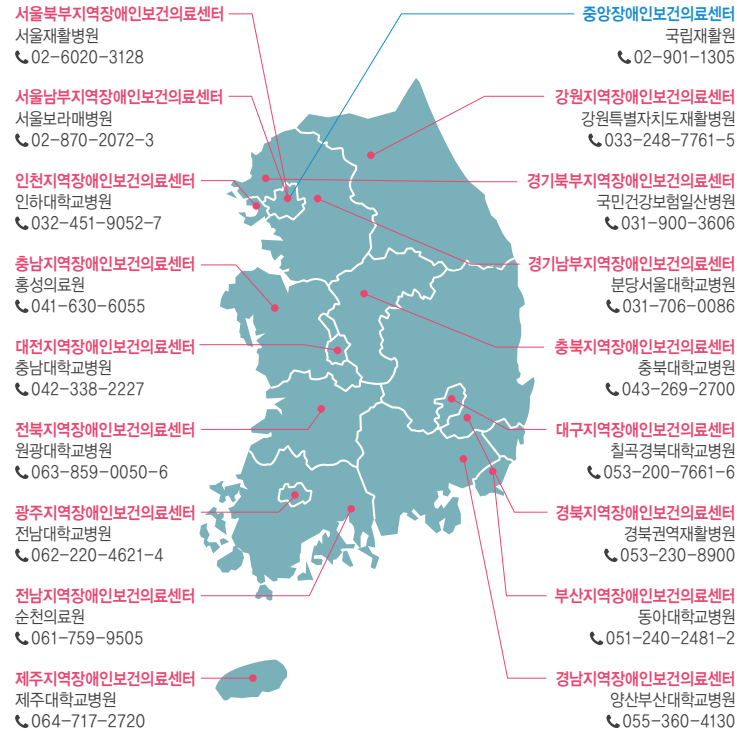 서울북부지역장애인보건의료센터
서울재활병원
02-6020-3128
서울남부지역장애인보건의료센터
서울보라매병원
02-870-2072-3
인천지역장애인보건의료센터
인하대학교병원
032-451-9052-7
충남지역장애인보건의료센터
홍성의료원
041-630-6055
대전지역장애인보건의료센터
충남대학교병원
042-338-2227
전북지역장애인보건의료센터
원광대학교병원
063-859-0050-6
광주지역장애인보건의료센터
전남대학교병원
062-220-4621-4
전남지역장애인보건의료센터
순천의료원
061-759-9505
제주지역장애인보건의료센터
제주대학교병원
064-717-2720
중앙장애인보건의료센터
국립재활원
02-901-1305
강원지역장애인보건의료센터
강원특별자치도재활병원
033-248-7761-5
경기북부지역장애인보건의료센터
국민건강보험일산병원
031-900-3606
경기남부지역장애인보건의료센터
분당서울대학교병원
031-706-0086
충북지역장애인보건의료센터
충북대학교병원
043-269-2700
대구지역장애인보건의료센터
칠곡경북대학교병원
053-200-7661-6
경북지역장애인보건의료센터
경북권역재활병원
053-230-8900
부산지역장애인보건의료센터
동아대학교병원
051-240-2481-2
경남지역장애인보건의료센터
양산부산대학교병원
055-360-4130